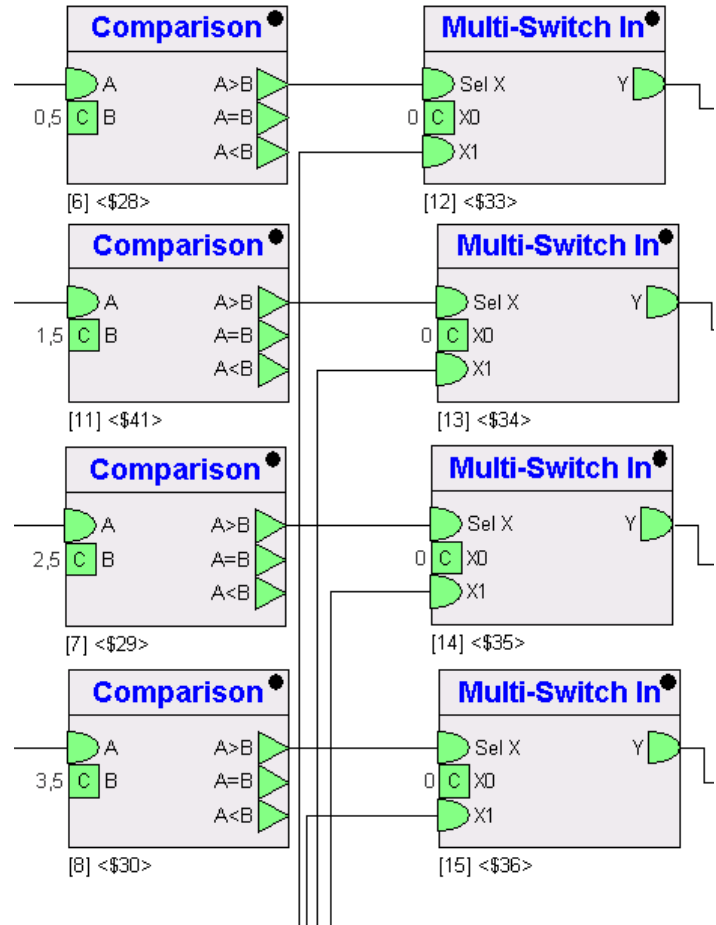 Comparison Multi-Switch In
A A>B Sel X Y
0,5 C B A=B 0 C X0
A<B X1
[6] <$28> [12] <$33>
Comparison Multi-Switch In
A A>B Sel X Y
1,5 C B A=B 0 C X0
A<B X1
[11] <$41> [13] <$34>
Comparison Multi-Switch In
A A>B Sel X Y
2,5 C B A=B 0 C X0
A<B X1
[7] <$29> [14] <$35>
Comparison Multi-Switch In
A A>B Sel X Y
3,5 C B A=B 0 C X0
A<B X1
[8] <$30> [15] <$36>